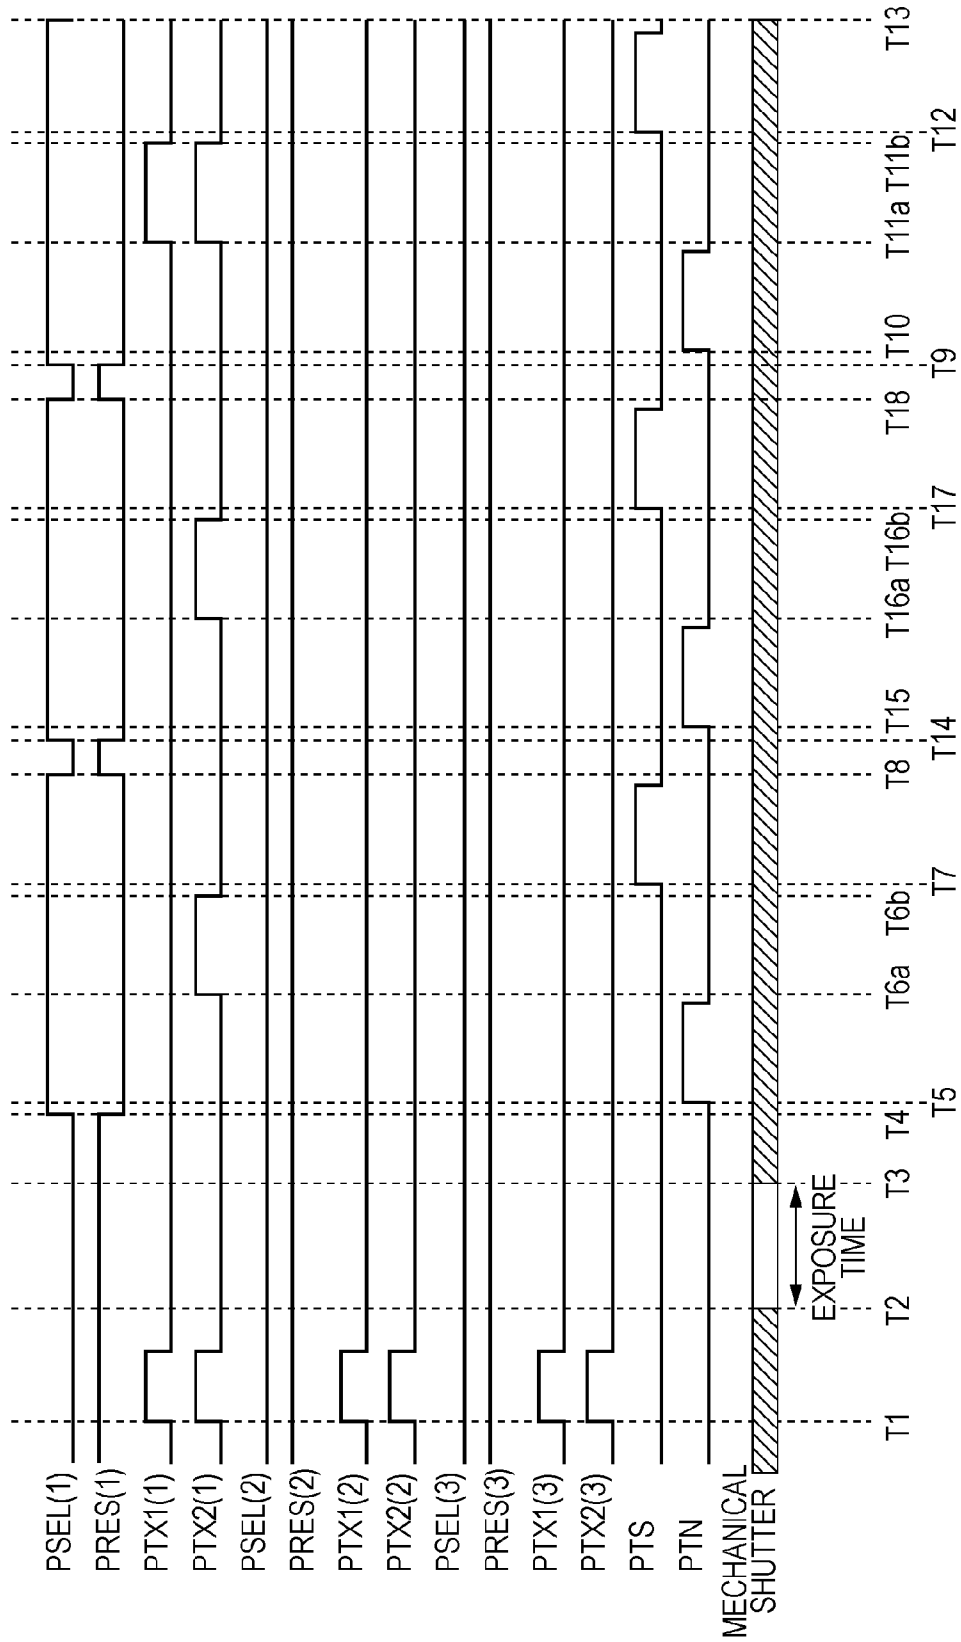 PSEL(1)
PRES(1)
PTX1(1)
PTX2(1)
PSEL(2)
PRES(2)
PTX1(2)
PTX2(2)
PSEL(3)
PRES(3)
PTX1(3)
PTX2(3)
PTS
PTN
MECHANICAL
SHUTTER
EXPOSURE
TIME
T1 T2 T3 T4 T6a T6b T8 T15 T16a T16b T18 T10 T11a T11b T13
T5 T7 T14 T17 T9 T12